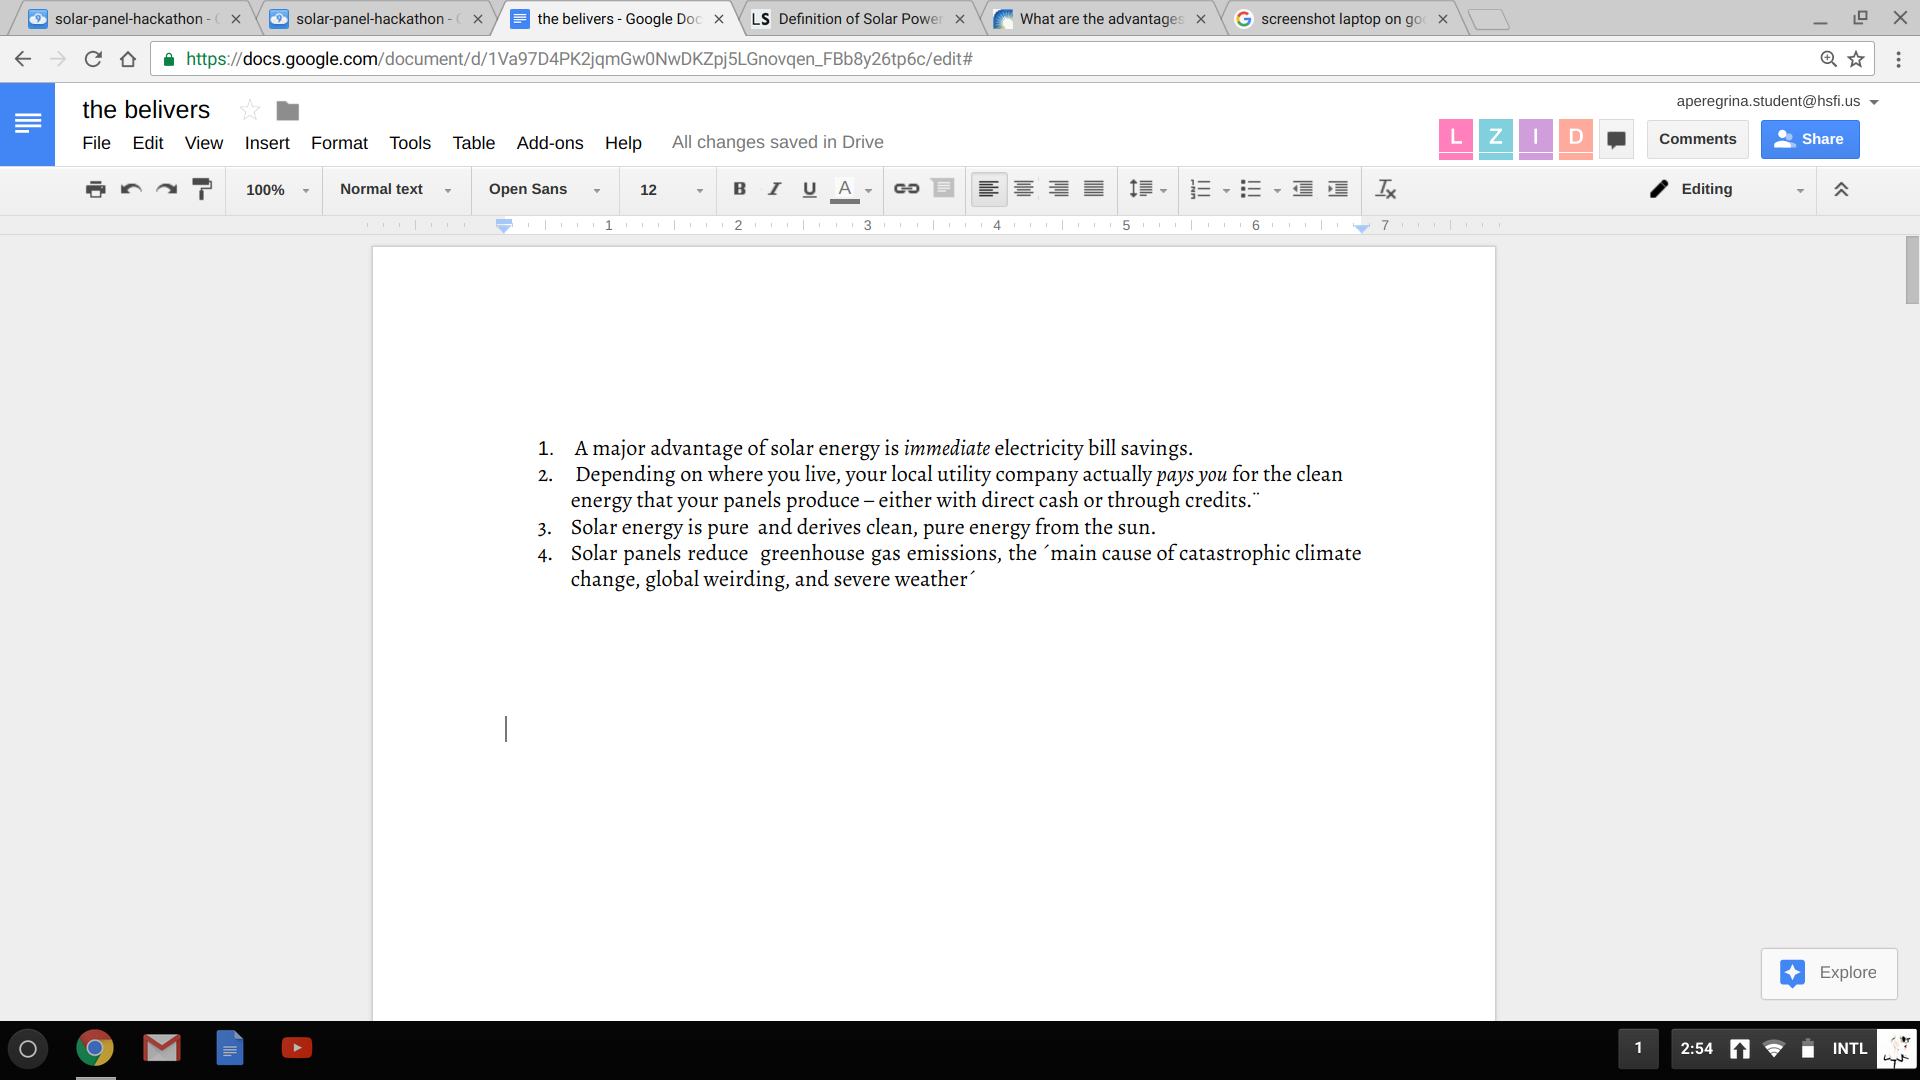 solar-panel-hackathon -
solar-panel-hackathon -
the belivers - Google Doc
LS Definition of Solar Power
What are the advantages
screenshot laptop on go
https://docs.google.com/document/d/1Va97D4PK2jqmGw0NwDKZpj5LGnovqen_FBb8y26tp6c/edit#
the belivers
aperegrina.student@hsfi.us
File Edit View Insert Format Tools Table Add-ons Help All changes saved in Drive
L Z I D Comments Share
100% Normal text Open Sans 12 B I U A Editing
1 2 3 4 5 6 7
1. A major advantage of solar energy is immediate electricity bill savings.
2. Depending on where you live, your local utility company actually pays you for the clean
energy that your panels produce – either with direct cash or through credits.¨
3. Solar energy is pure  and derives clean, pure energy from the sun.
4. Solar panels reduce  greenhouse gas emissions, the ´main cause of catastrophic climate
change, global weirding, and severe weather´
Explore
1 2:54 INTL